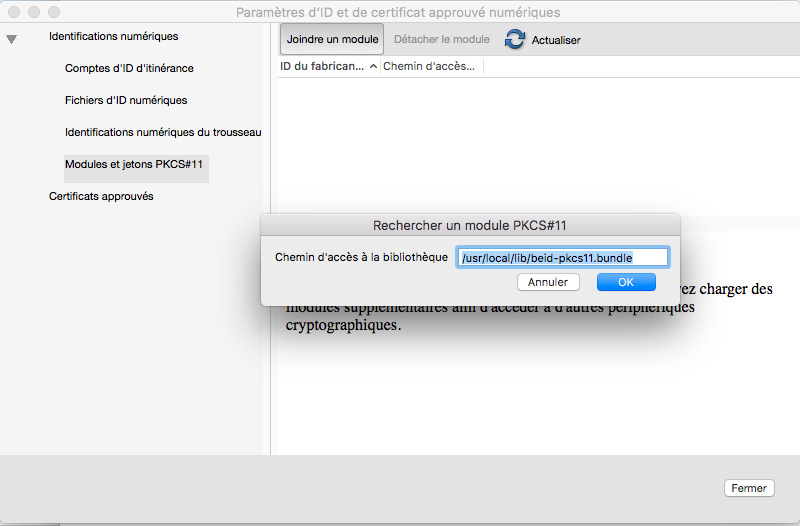 Paramètres d'ID et de certificat approuvé numériques
Identifications numériques
Comptes d'ID d'itinérance
Fichiers d'ID numériques
Identifications numériques du trousseau
Modules et jetons PKCS#11
Certificats approuvés
Joindre un module
Détacher le module
Actualiser
ID du fabrican...
Chemin d'accès...
Rechercher un module PKCS#11
Chemin d'accès à la bibliothèque
/usr/local/lib/beid-pkcs11.bundle
Annuler
OK
charger des
modules supplémentaires afin d'accéder à d'autres périphériques
cryptographiques.
Fermer